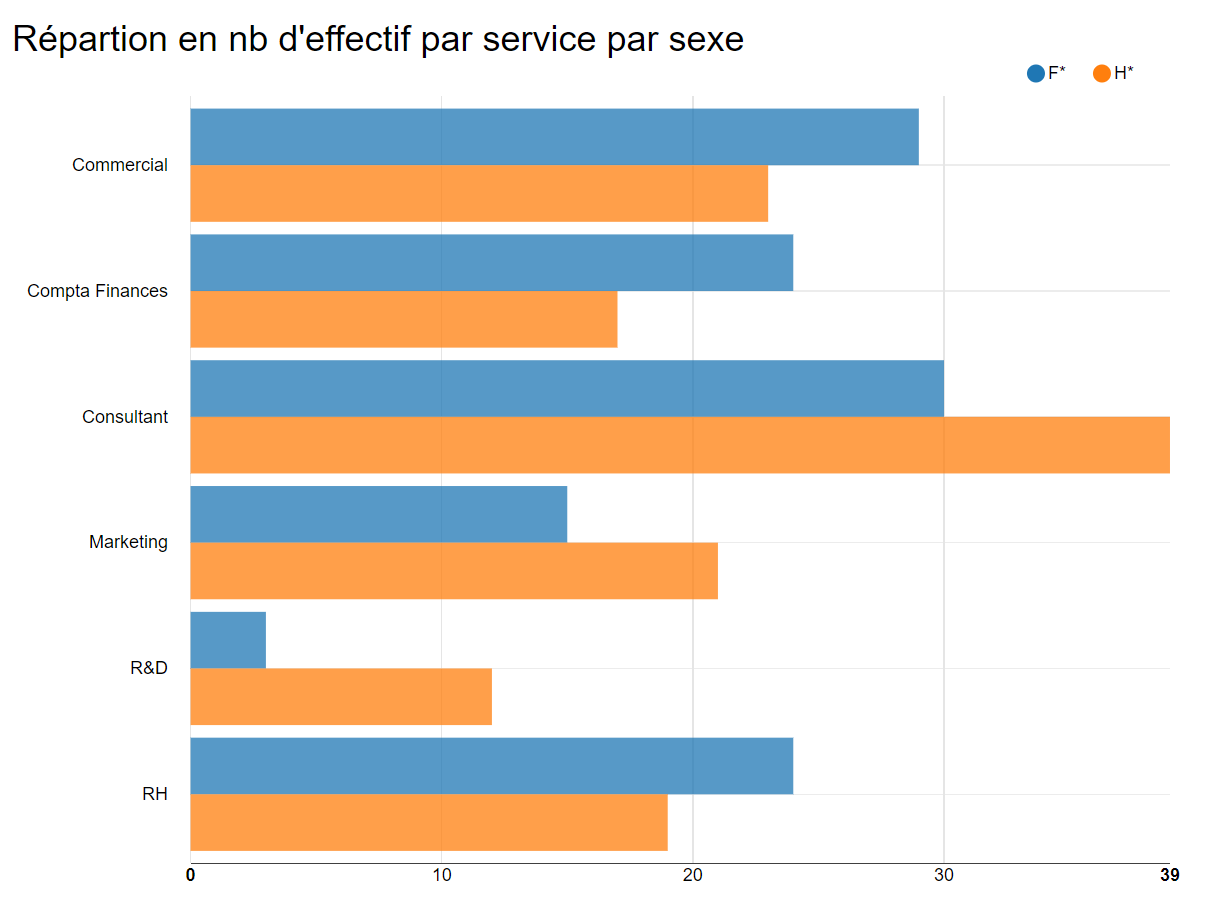 Répartion en nb d'effectif par service par sexe
F* H*
Commercial
Compta Finances
Consultant
Marketing
R&D
RH
0 10 20 30 39